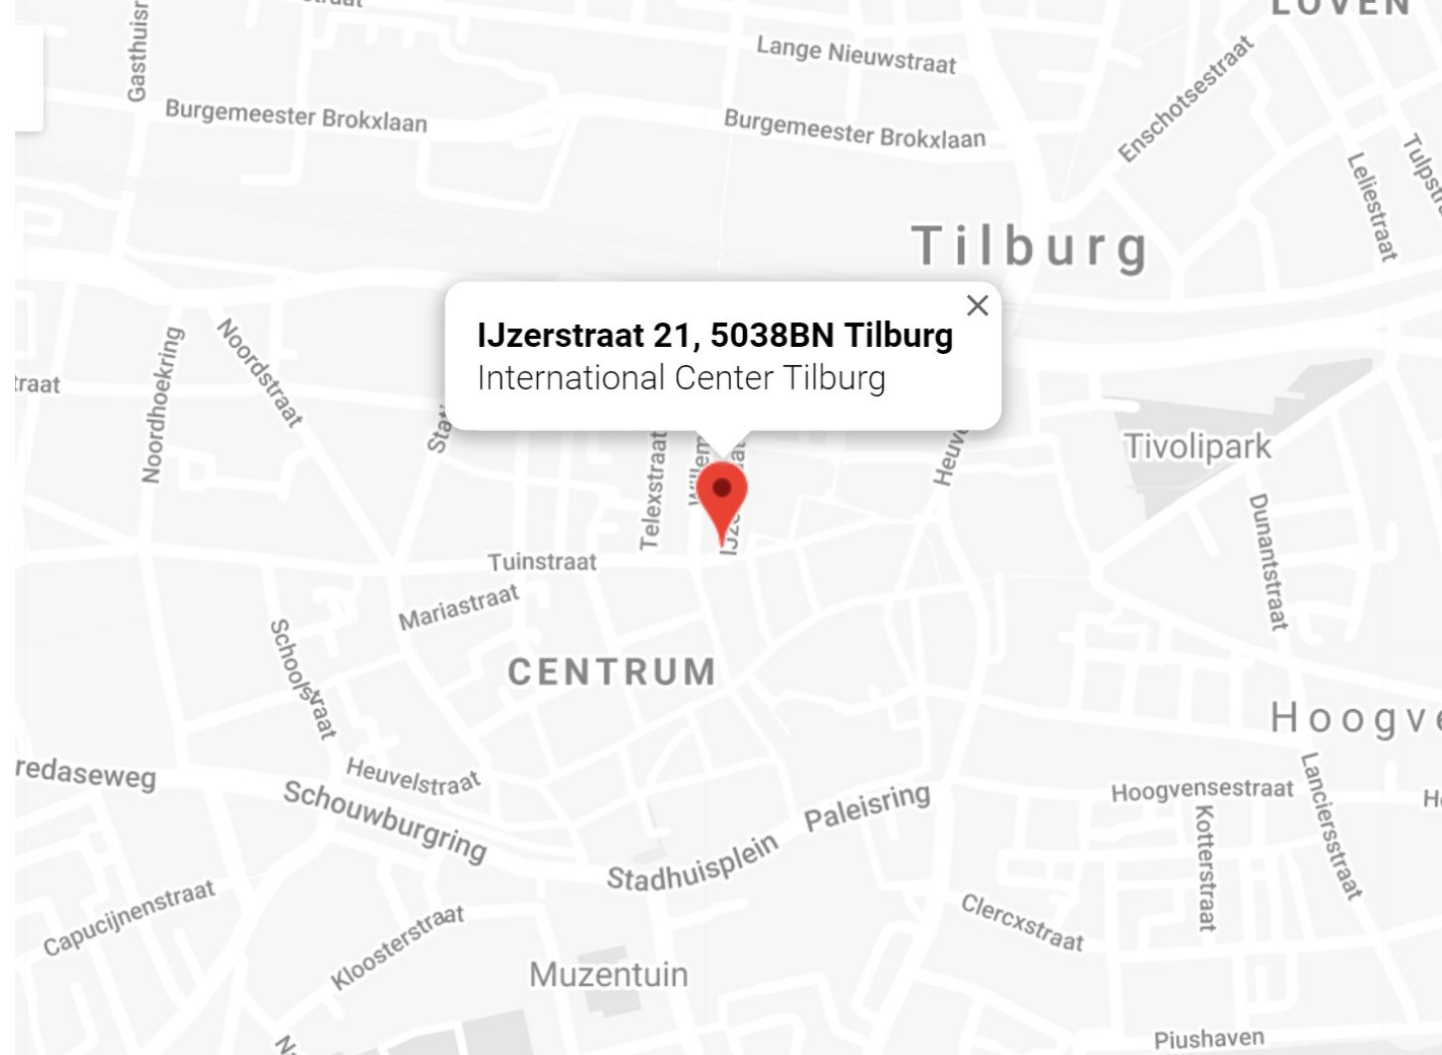 LOVEN
Lange Nieuwstraat
Enschotsestraat
Burgemeester Brokxlaan
Burgemeester Brokxlaan
Leliestraat
Tilburg
IJzerstraat 21, 5038BN Tilburg
International Center Tilburg
Noordhoekring
Noordstraat
Telexstraat
Tivolipark
Dunantstraat
Tuinstraat
Mariastraat
CENTRUM
Schoolstraat
Heuvelstraat
Schouwburgring
Paleisring
Stadhuisplein
Hoogvensestraat
Kotterstraat
Lanciersstraat
Capucijnenstraat
Kloosterstraat
Clercxstraat
Muzentuin
Piushaven